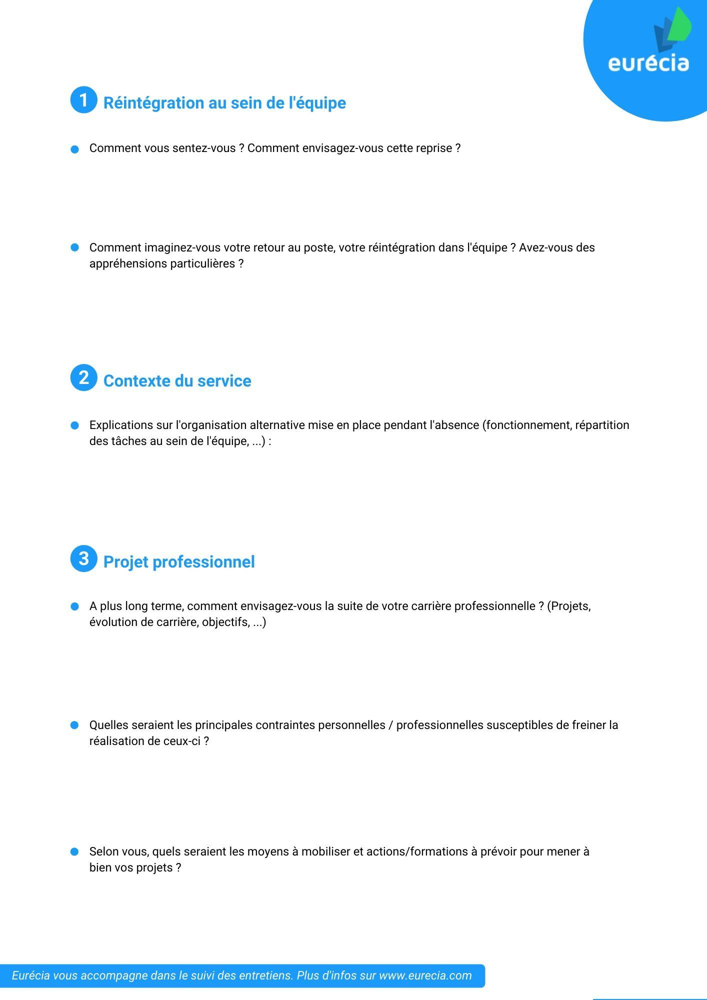 eurécia
1 Réintégration au sein de l'équipe
Comment vous sentez-vous ? Comment envisagez-vous cette reprise ?
Comment imaginez-vous votre retour au poste, votre réintégration dans l'équipe ? Avez-vous des
appréhensions particulières ?
2 Contexte du service
Explications sur l'organisation alternative mise en place pendant l'absence (fonctionnement, répartition
des tâches au sein de l'équipe, ...) :
3 Projet professionnel
A plus long terme, comment envisagez-vous la suite de votre carrière professionnelle ? (Projets,
évolution de carrière, objectifs, ...)
Quelles seraient les principales contraintes personnelles / professionnelles susceptibles de freiner la
réalisation de ceux-ci ?
Selon vous, quels seraient les moyens à mobiliser et actions/formations à prévoir pour mener à
bien vos projets ?
Eurécia vous accompagne dans le suivi des entretiens. Plus d'infos sur www.eurecia.com